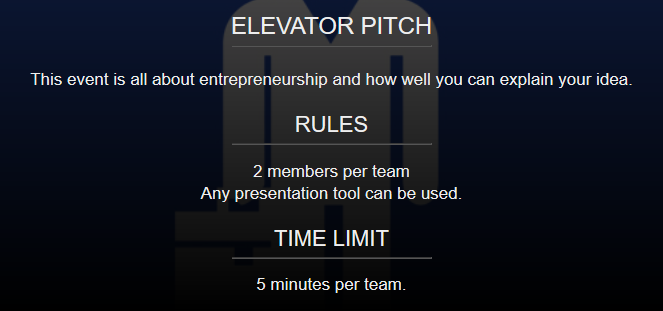 ELEVATOR PITCH
This event is all about entrepreneurship and how well you can explain your idea.
RULES
2 members per team
Any presentation tool can be used.
TIME LIMIT
5 minutes per team.